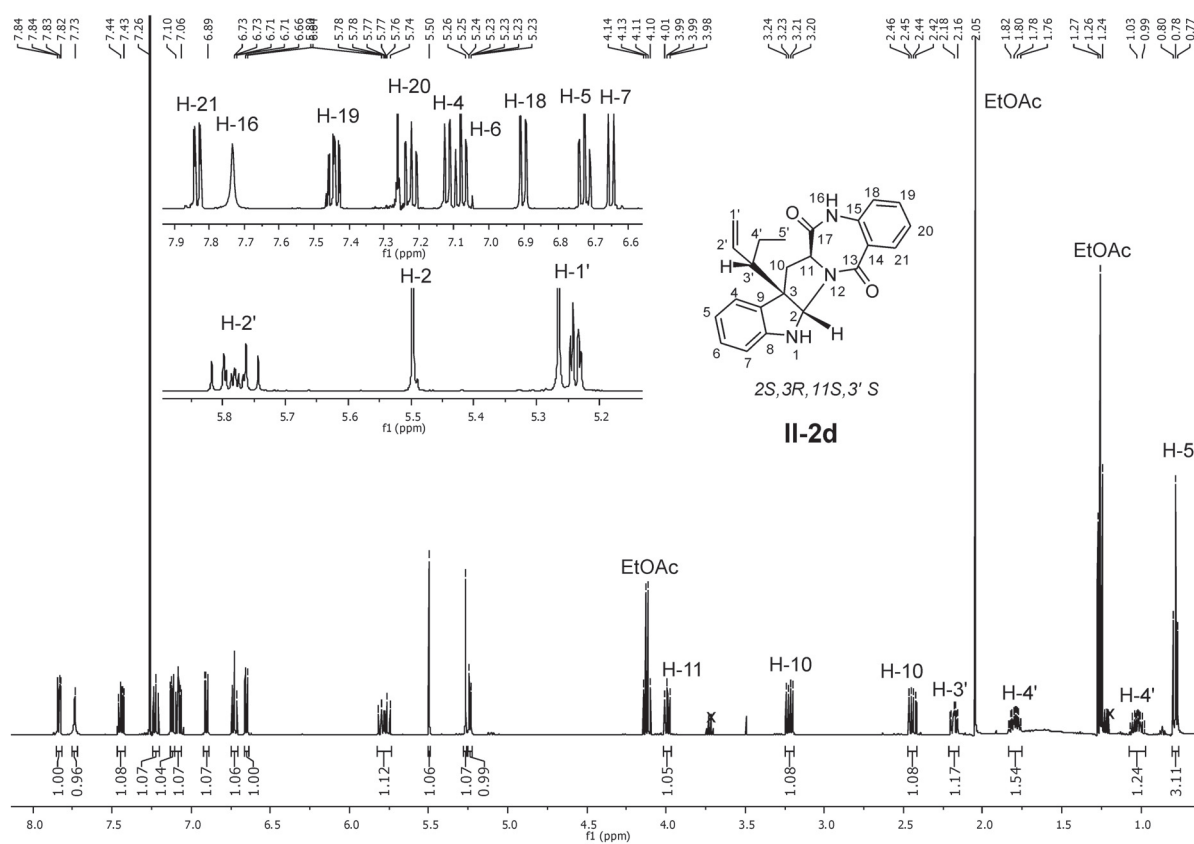 7.84 7.84 7.83 7.82 7.73 7.44 7.43 7.26 7.10 7.06 6.89 6.73 6.73 6.71 6.71 6.66 5.78 5.78 5.77 5.77 5.76 5.74 5.50 5.26 5.25 5.24 5.23 5.23 5.23 5.23 4.14 4.13 4.11 4.10 4.01 3.99 3.99 3.98 3.24 3.23 3.21 3.20 2.46 2.45 2.44 2.42 2.18 2.16 2.05 1.82 1.80 1.78 1.76 1.27 1.26 1.24 1.03 0.99 0.80 0.78 0.77
H-21 H-16 H-19 H-20 H-4 H-6 H-18 H-5 H-7
7.9 7.8 7.7 7.6 7.5 7.4 7.3 7.2 7.1 7.0 6.9 6.8 6.7 6.6
f1 (ppm)
H-2' H-2 H-1'
5.8 5.7 5.6 5.5 5.4 5.3 5.2
f1 (ppm)
EtOAc
16 NH 18 19
1' O 15
4' 5' 17 20
2' 14 21
H 3' 10 11 N 13
12 O
4 9 3
5 2
H
6 8 NH
7 1
2S,3R,11S,3' S
II-2d
EtOAc
H-5
EtOAc
H-11 H-10 H-10 H-3' H-4' H-4'
x x
1.00 0.96 1.08 1.07 1.04 1.07 1.07 1.06 1.00 1.12 1.06 1.07 0.99 1.05 1.08 1.08 1.17 1.54 1.24 3.11
8.0 7.5 7.0 6.5 6.0 5.5 5.0 4.5 4.0 3.5 3.0 2.5 2.0 1.5 1.0
f1 (ppm)